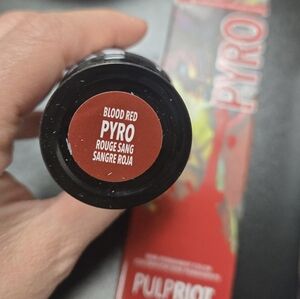 BLOOD RED
PYRO
ROUGE SANG
SANGRE ROJA
PYRO
PULPRIOT